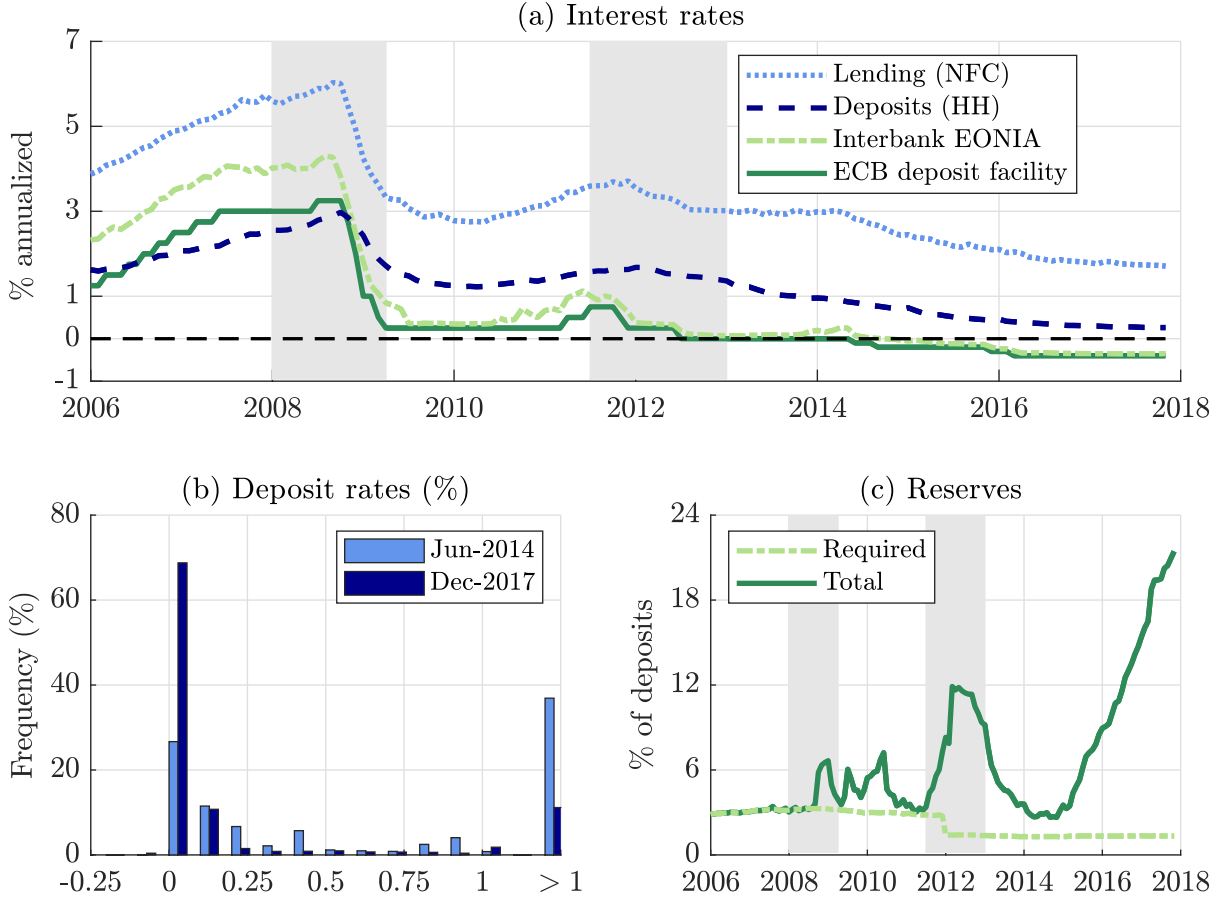 (a) Interest rates
% annualized
7
5
3
1
0
-1
2006 2008 2010 2012 2014 2016 2018
Lending (NFC)
Deposits (HH)
Interbank EONIA
ECB deposit facility
(b) Deposit rates (%)
Frequency (%)
80
60
40
20
0
-0.25 0 0.25 0.5 0.75 1 > 1
Jun-2014
Dec-2017
(c) Reserves
% of deposits
24
18
12
6
0
2006 2008 2010 2012 2014 2016 2018
Required
Total